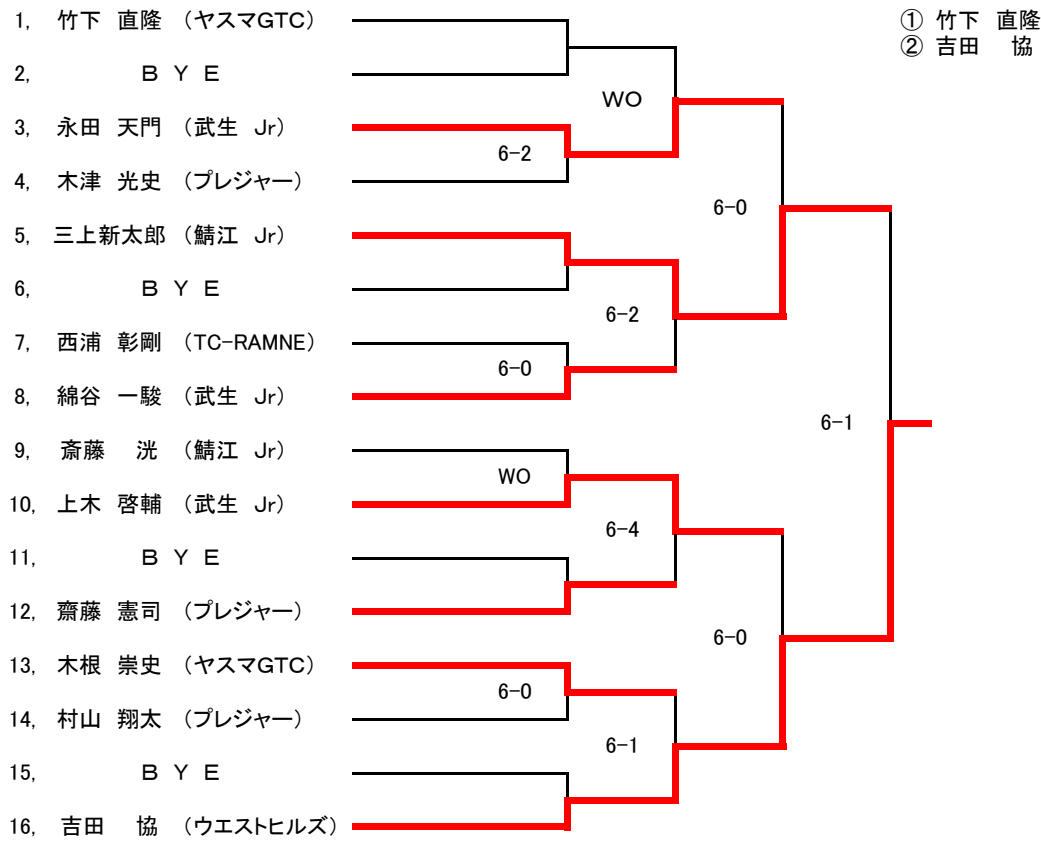 1, 竹下 直隆 （ヤスマGTC）
2, B Y E
3, 永田 天門 （武生 Jr）
4, 木津 光史 （プレジャー）
5, 三上新太郎 （鯖江 Jr）
6, B Y E
7, 西浦 彰剛 （TC-RAMNE）
8, 綿谷 一駿 （武生 Jr）
9, 斎藤 洸 （鯖江 Jr）
10, 上木 啓輔 （武生 Jr）
11, B Y E
12, 齋藤 憲司 （プレジャー）
13, 木根 崇史 （ヤスマGTC）
14, 村山 翔太 （プレジャー）
15, B Y E
16, 吉田 協 （ウエストヒルズ）
6-2
6-0
WO
6-0
WO
6-2
6-4
6-1
6-0
6-0
6-1
① 竹下 直隆
② 吉田 協